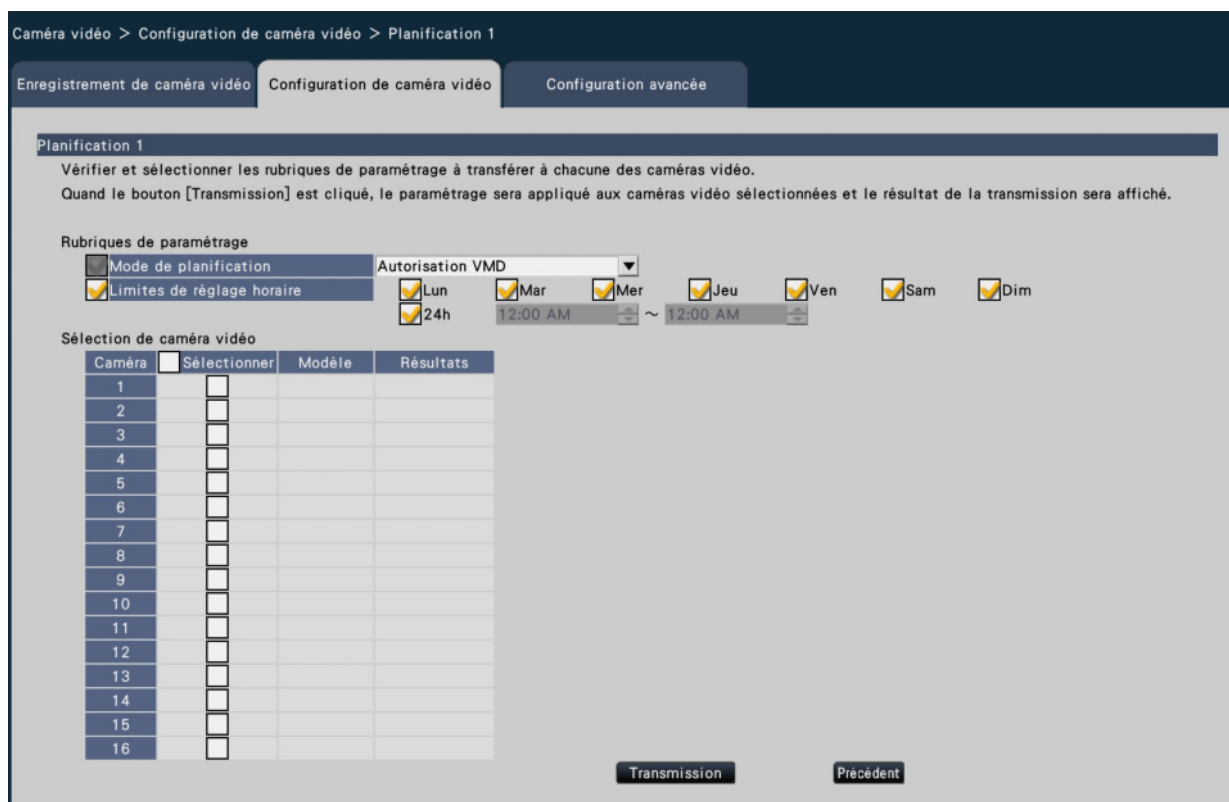 Caméra vidéo > Configuration de caméra vidéo > Planification 1
Enregistrement de caméra vidéo Configuration de caméra vidéo Configuration avancée
Planification 1
Vérifier et sélectionner les rubriques de paramétrage à transférer à chacune des caméras vidéo.
Quand le bouton [Transmission] est cliqué, le paramétrage sera appliqué aux caméras vidéo sélectionnées et le résultat de la transmission sera affiché.
Rubriques de paramétrage
Mode de planification Autorisation VMD
Limites de réglage horaire Lun Mar Mer Jeu Ven Sam Dim
24h 12:00 AM ~ 12:00 AM
Sélection de caméra vidéo
Caméra Sélectionner Modèle Résultats
1
2
3
4
5
6
7
8
9
10
11
12
13
14
15
16
Transmission Précédent